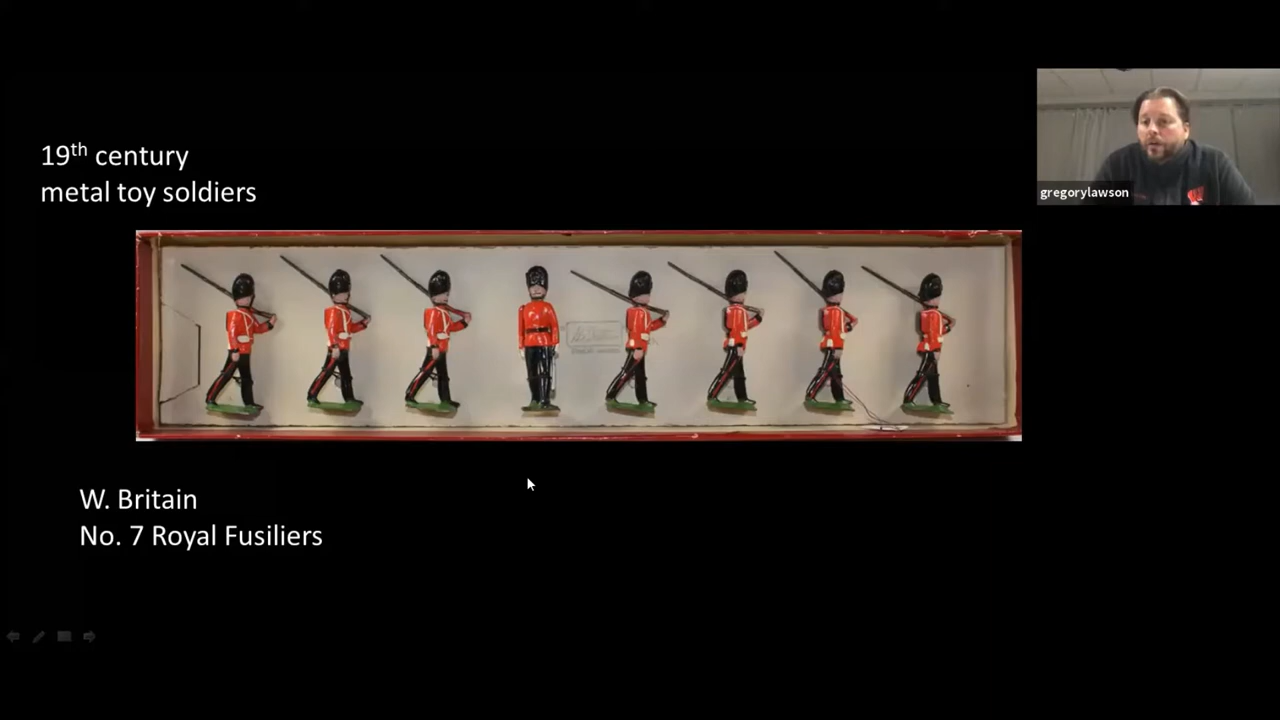 19th century
metal toy soldiers
gregorylawson
W. Britain
No. 7 Royal Fusiliers